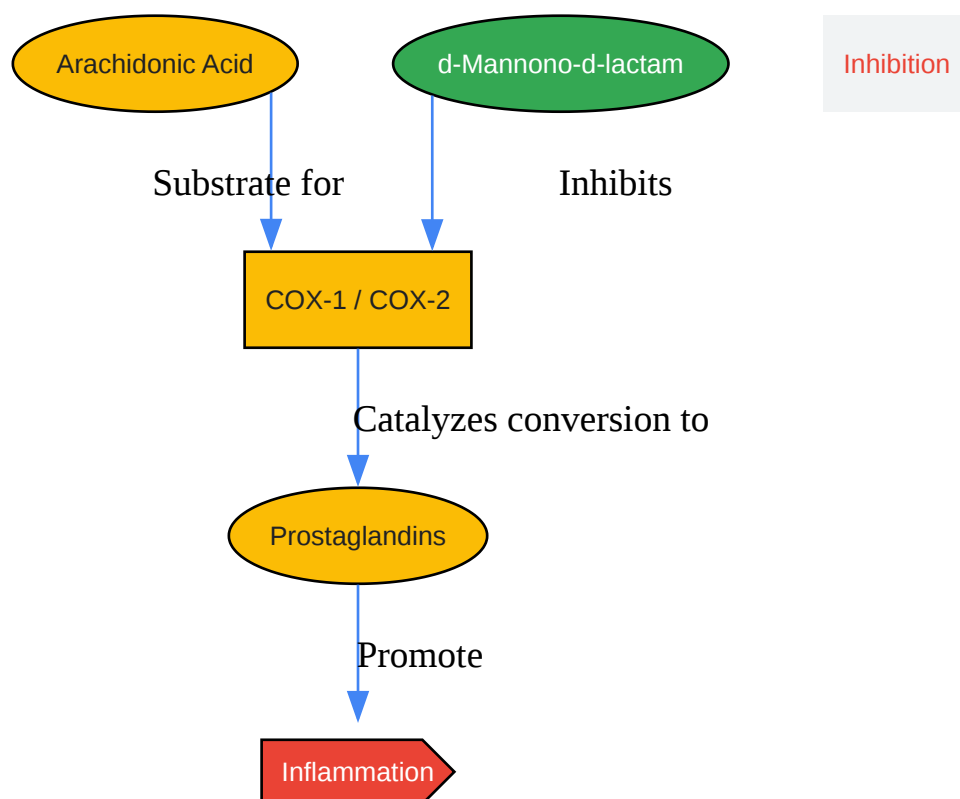 Arachidonic Acid
d-Mannono-d-lactam
Inhibition
Substrate for
Inhibits
COX-1 / COX-2
Catalyzes conversion to
Prostaglandins
Promote
Inflammation